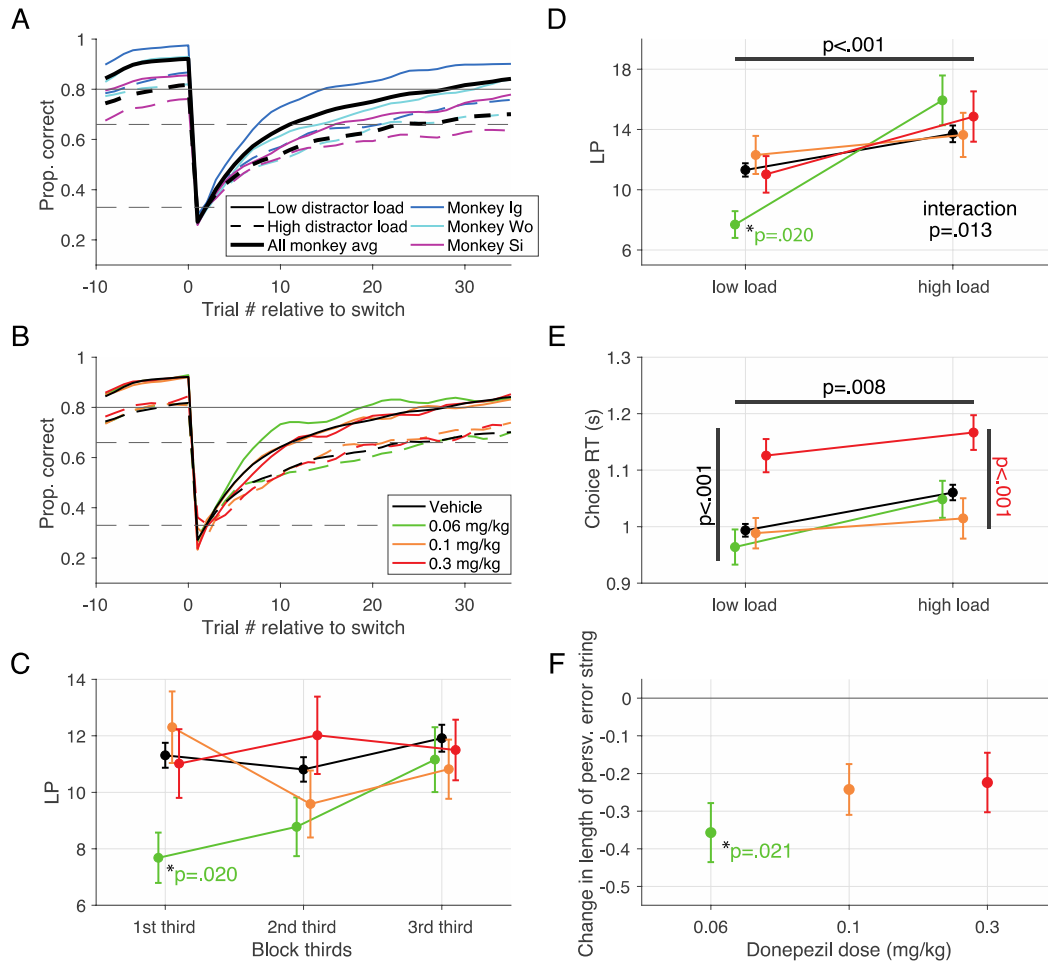 A
1
0.8
0.6
0.4
0.2
Prop. correct
-10
0
10
20
30
Trial # relative to switch
Low distractor load
High distractor load
All monkey avg
Monkey Ig
Monkey Wo
Monkey Si
B
1
0.8
0.6
0.4
0.2
Prop. correct
-10
0
10
20
30
Trial # relative to switch
Vehicle
0.06 mg/kg
0.1 mg/kg
0.3 mg/kg
C
14
12
10
8
6
LP
*p=.020
1st third
2nd third
3rd third
Block thirds
D
p<.001
18
14
10
6
LP
*p=.020
interaction
p=.013
low load
high load
E
1.3
1.2
1.1
1
0.9
Choice RT (s)
p=.008
p<.001
p<.001
low load
high load
F
0
-0.1
-0.2
-0.3
-0.4
-0.5
Change in length of persv. error string
*p=.021
0.06
0.1
0.3
Donepezil dose (mg/kg)